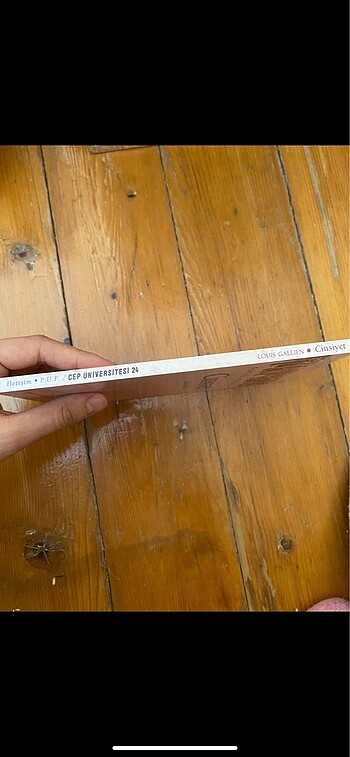 İletişim • P.U.F. / CEP ÜNİVERSİTESİ 24 LOUIS GALLIEN • Cinsiyet